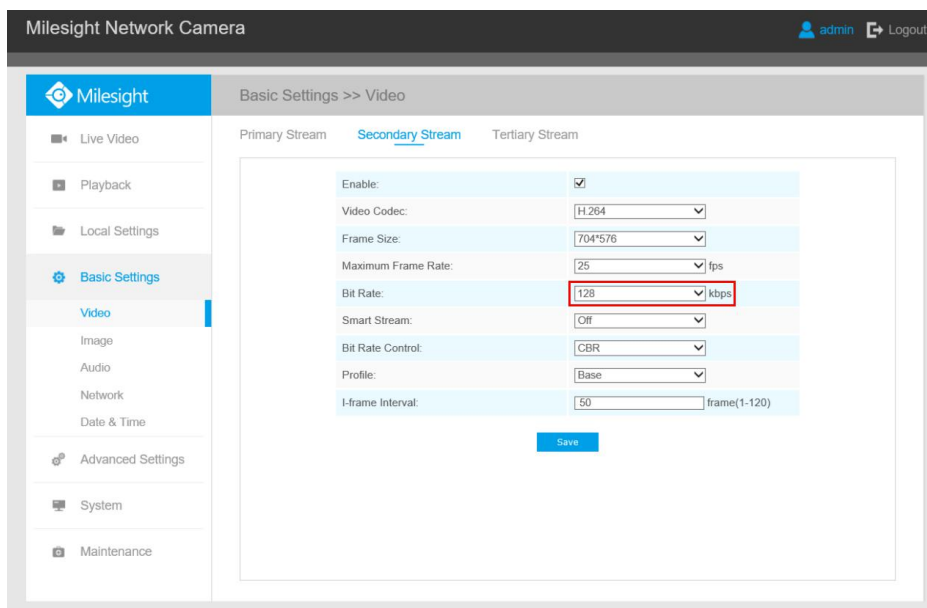 Milesight Network Camera
admin Logout
Milesight
Basic Settings >> Video
Live Video
Playback
Local Settings
Basic Settings
Video
Image
Audio
Network
Date & Time
Advanced Settings
System
Maintenance
Primary Stream Secondary Stream Tertiary Stream
Enable:
Video Codec: H.264
Frame Size: 704*576
Maximum Frame Rate: 25 fps
Bit Rate: 128 kbps
Smart Stream: Off
Bit Rate Control: CBR
Profile: Base
I-frame Interval: 50 frame(1-120)
Save